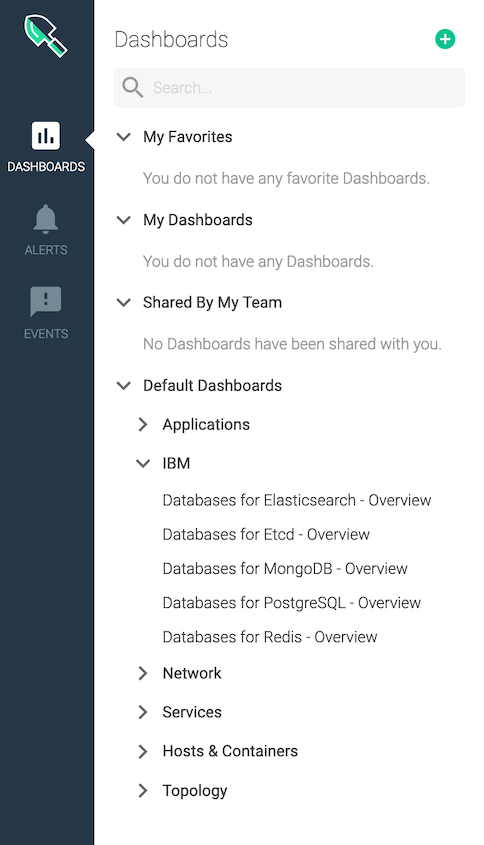 Dashboards
Search...
DASHBOARDS
ALERTS
EVENTS
My Favorites
You do not have any favorite Dashboards.
My Dashboards
You do not have any Dashboards.
Shared By My Team
No Dashboards have been shared with you.
Default Dashboards
Applications
IBM
Databases for Elasticsearch - Overview
Databases for Etcd - Overview
Databases for MongoDB - Overview
Databases for PostgreSQL - Overview
Databases for Redis - Overview
Network
Services
Hosts & Containers
Topology